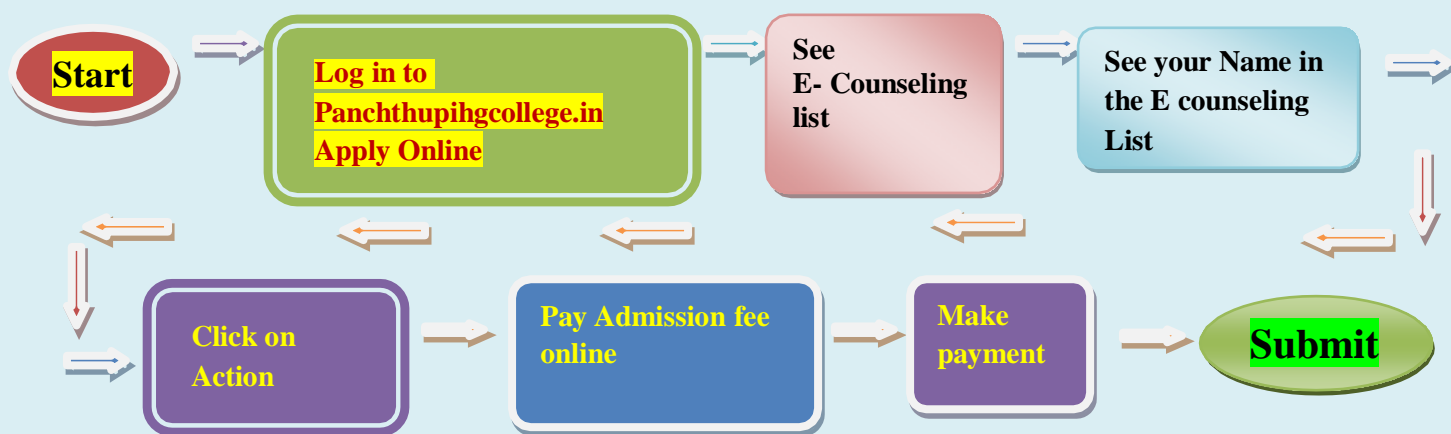 Start
Log in to
Panchthupihgcollege.in
Apply Online
See
E- Counseling
list
See your Name in
the E counseling
List
Click on
Action
Pay Admission fee
online
Make
payment
Submit